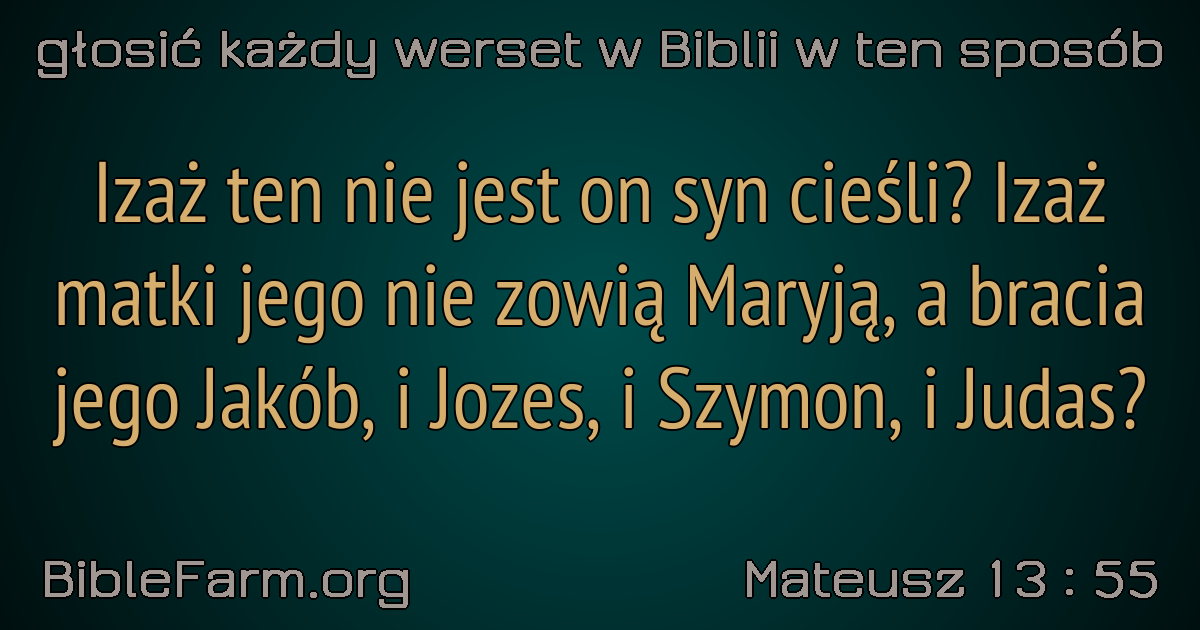 głosić każdy werset w Biblii w ten sposób
Izaż ten nie jest on syn cieśli? Izaż
matki jego nie zowią Maryją, a bracia
jego Jakób, i Jozes, i Szymon, i Judas?
BibleFarm.org
Mateusz 13 : 55